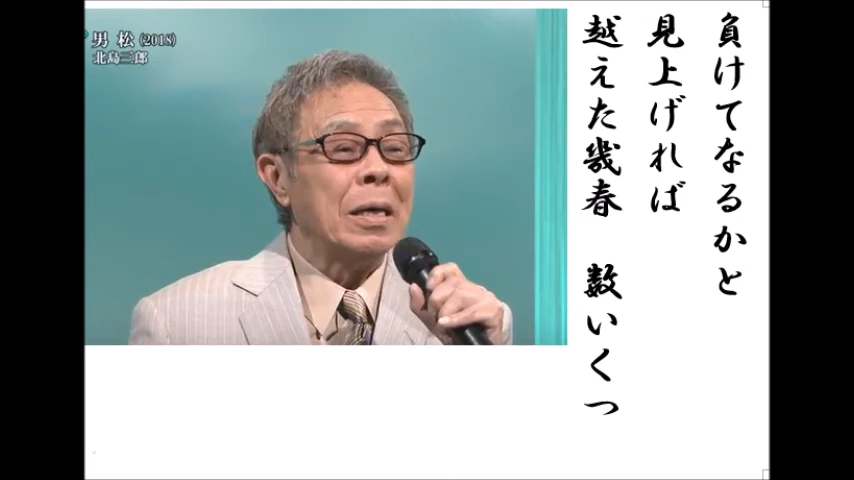 男松(2018)
北島三郎
負けてなるかと
見上げれば
越えた幾春　数いくつ